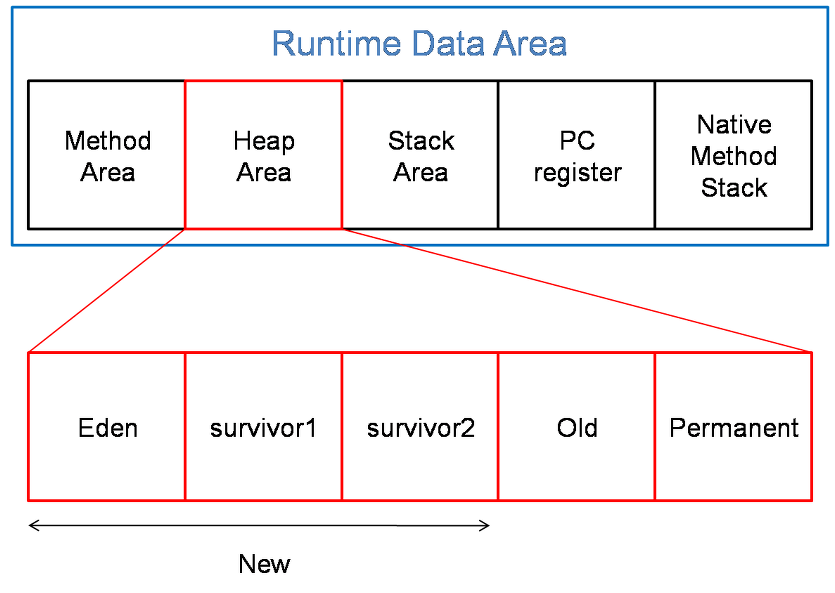 Runtime Data Area
Method
Area
Heap
Area
Stack
Area
PC
register
Native
Method
Stack
Eden
survivor1
survivor2
Old
Permanent
New